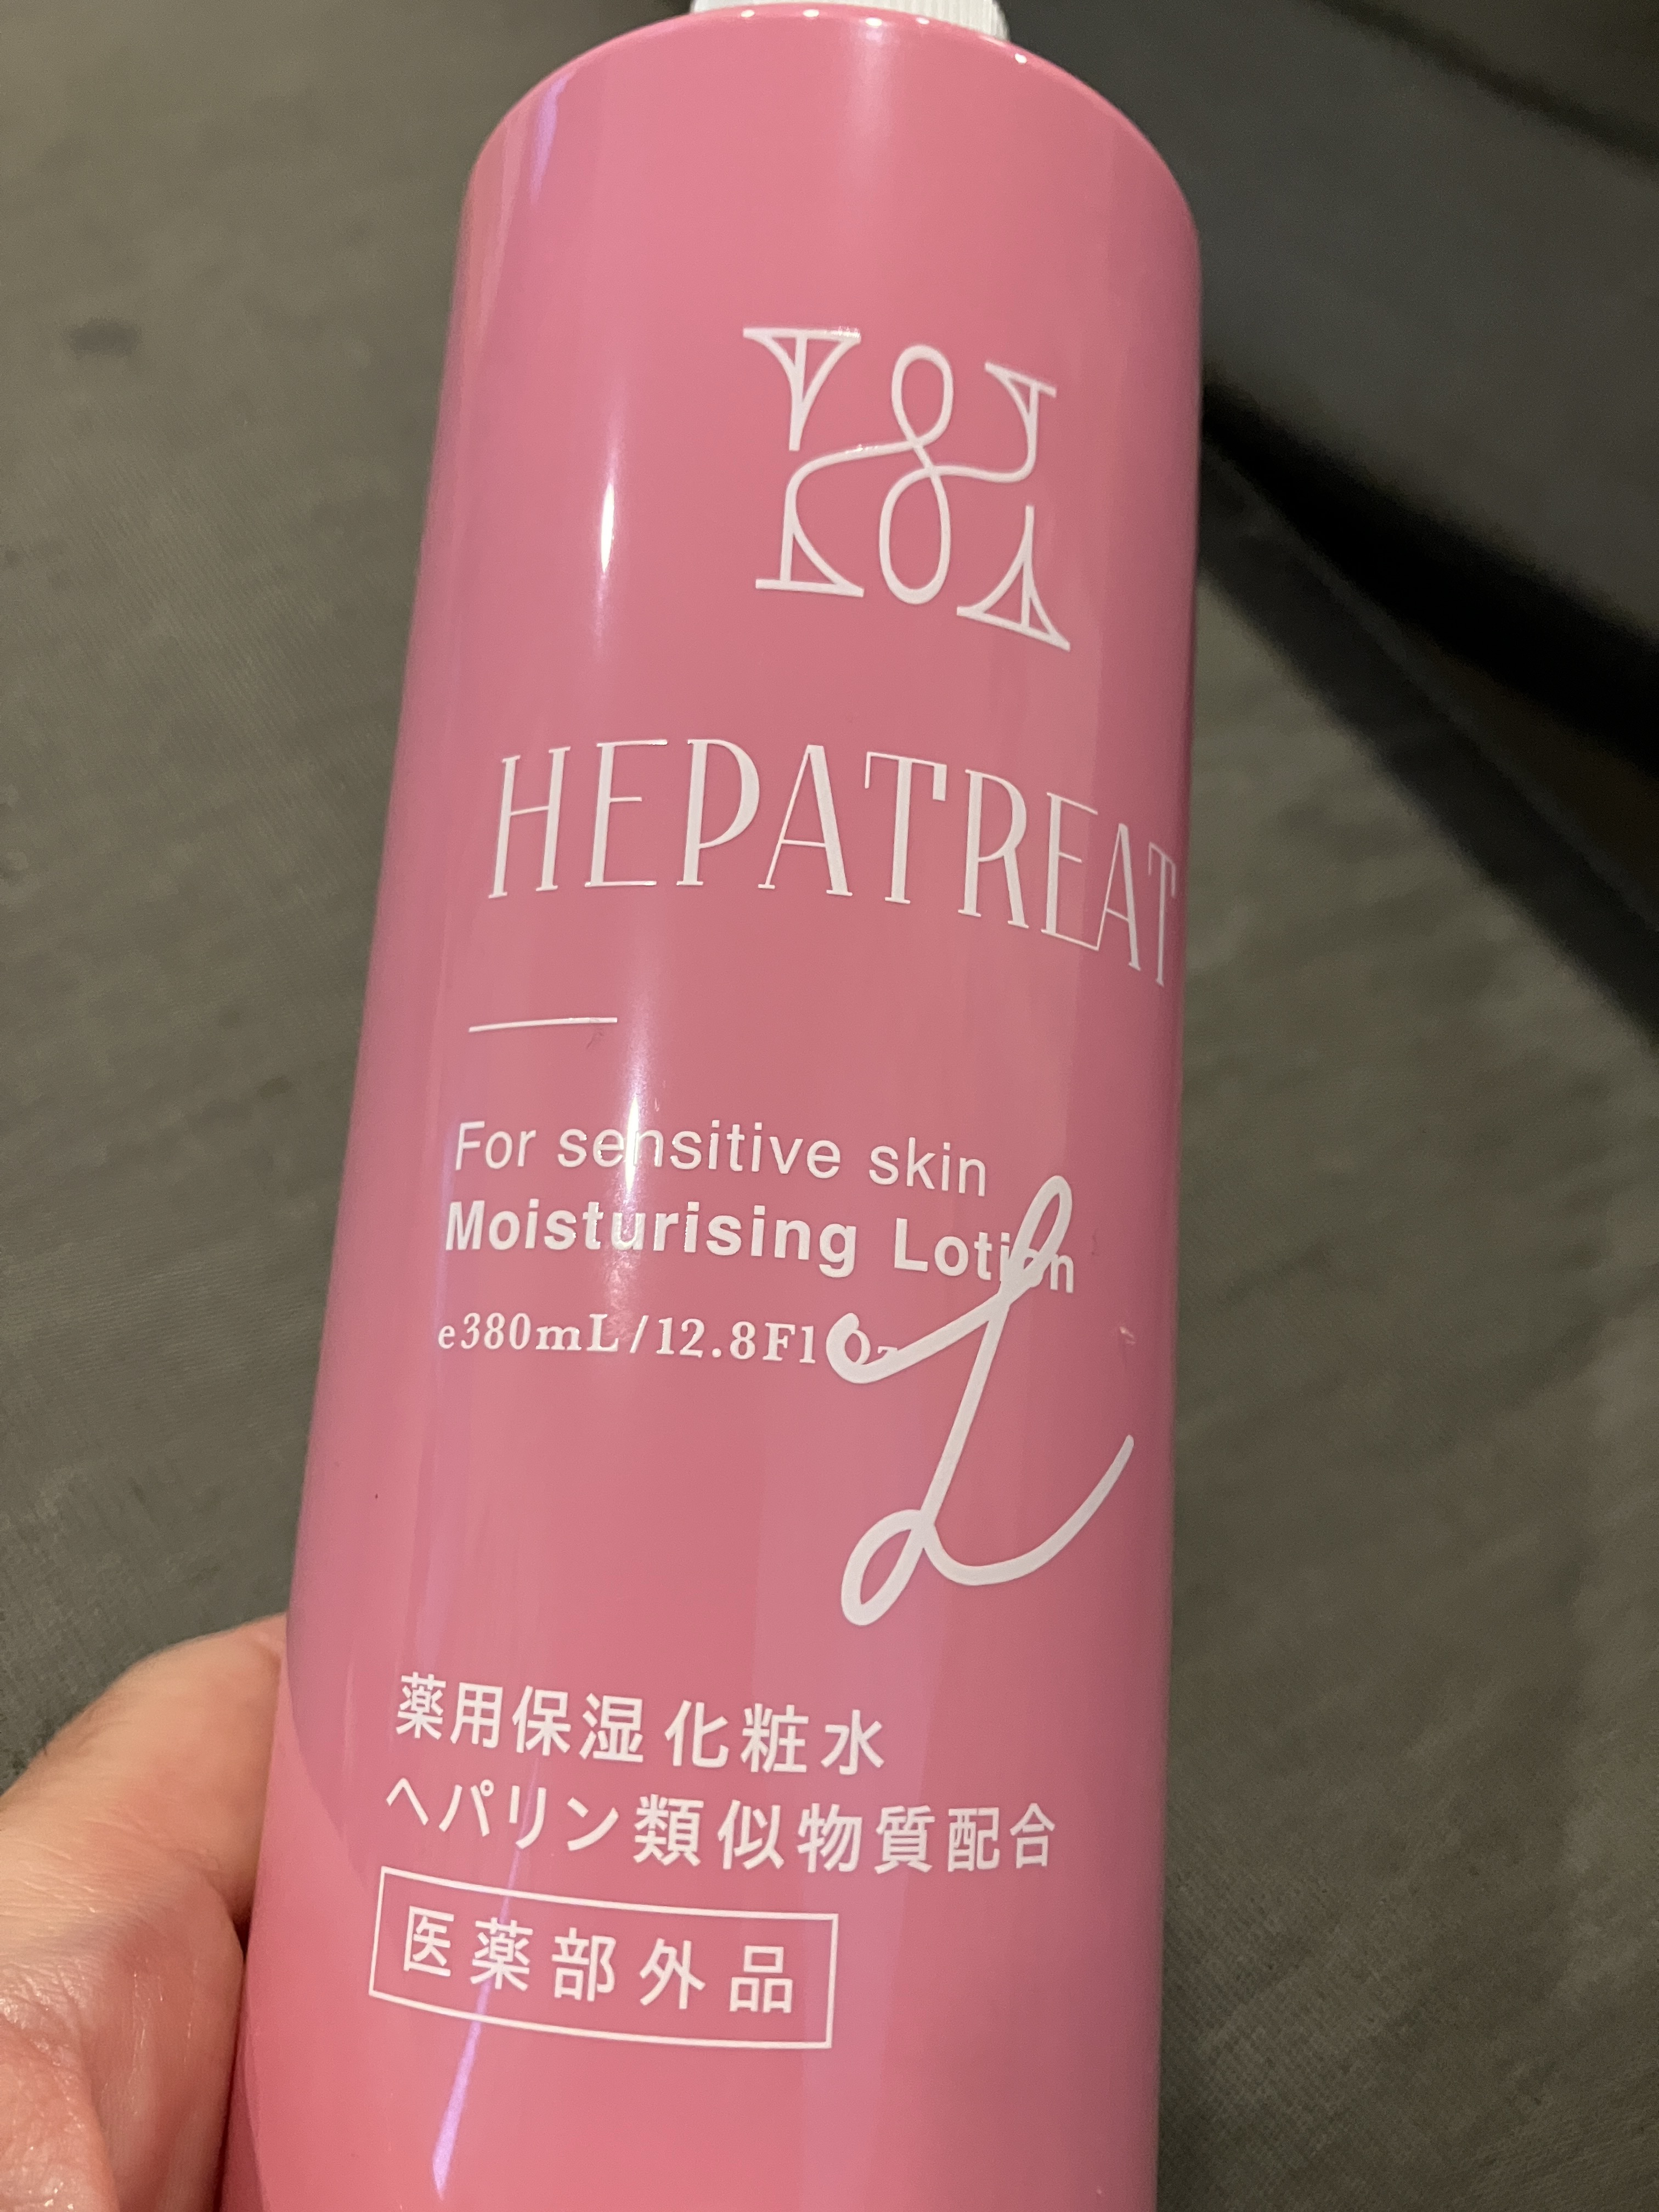 HEPATREAT
For sensitive skin
Moisturising Lotion
e380mL/12.8Fl Oz
L
薬用保湿化粧水
ヘパリン類似物質配合
医薬部外品